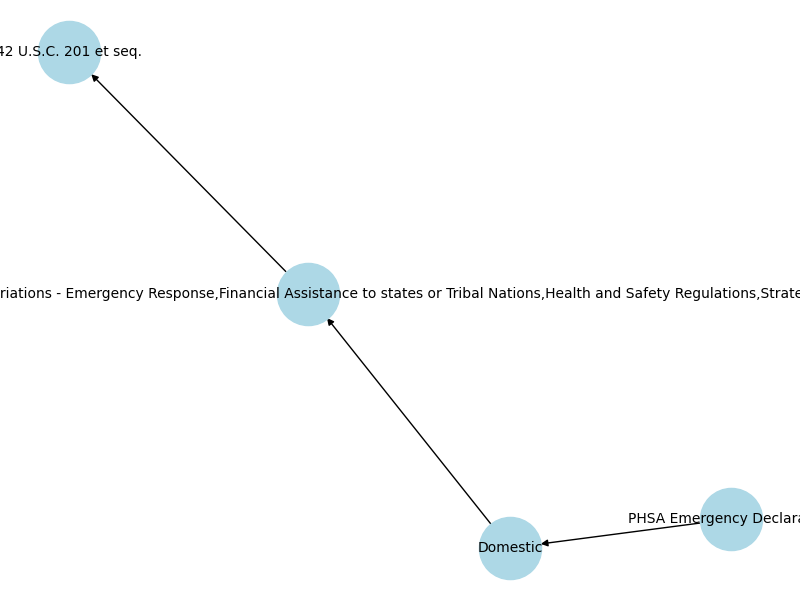 42 U.S.C. 201 et seq.
riations - Emergency Response,Financial Assistance to states or Tribal Nations,Health and Safety Regulations,Strate
PHSA Emergency Declara
Domestic